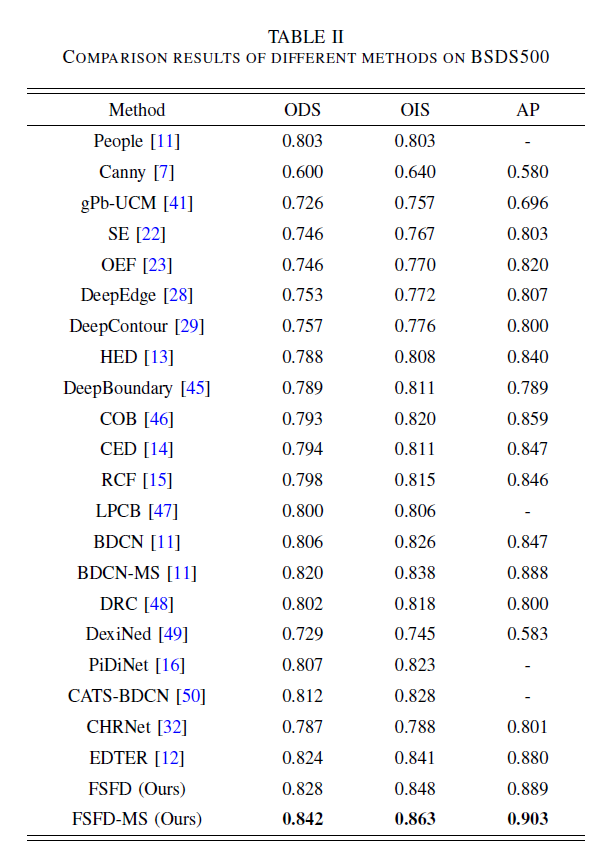 TABLE II
COMPARISON RESULTS OF DIFFERENT METHODS ON BSDS500
Method ODS OIS AP
People [11] 0.803 0.803 -
Canny [7] 0.600 0.640 0.580
gPb-UCM [41] 0.726 0.757 0.696
SE [22] 0.746 0.767 0.803
OEF [23] 0.746 0.770 0.820
DeepEdge [28] 0.753 0.772 0.807
DeepContour [29] 0.757 0.776 0.800
HED [13] 0.788 0.808 0.840
DeepBoundary [45] 0.789 0.811 0.789
COB [46] 0.793 0.820 0.859
CED [14] 0.794 0.811 0.847
RCF [15] 0.798 0.815 0.846
LPCB [47] 0.800 0.806 -
BDCN [11] 0.806 0.826 0.847
BDCN-MS [11] 0.820 0.838 0.888
DRC [48] 0.802 0.818 0.800
DexiNed [49] 0.729 0.745 0.583
PiDiNet [16] 0.807 0.823 -
CATS-BDCN [50] 0.812 0.828 -
CHRNet [32] 0.787 0.788 0.801
EDTER [12] 0.824 0.841 0.880
FSFD (Ours) 0.828 0.848 0.889
FSFD-MS (Ours) 0.842 0.863 0.903